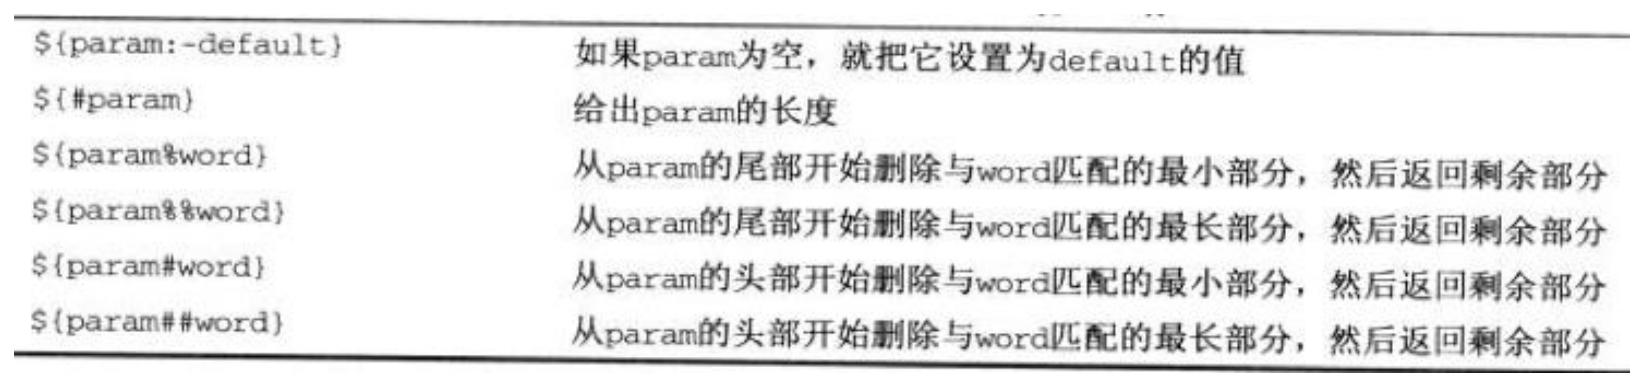 ${param:-default} 如果param为空，就把它设置为default的值
${#param} 给出param的长度
${param%word} 从param的尾部开始删除与word匹配的最小部分，然后返回剩余部分
${param%%word} 从param的尾部开始删除与word匹配的最长部分，然后返回剩余部分
${param#word} 从param的头部开始删除与word匹配的最小部分，然后返回剩余部分
${param##word} 从param的头部开始删除与word匹配的最长部分，然后返回剩余部分